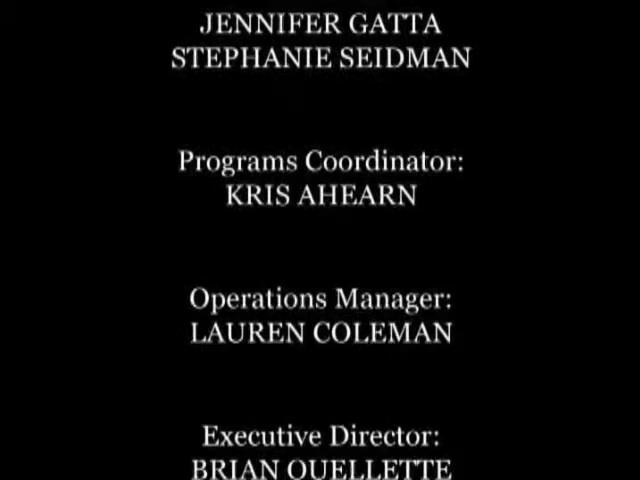 JENNIFER GATTA
STEPHANIE SEIDMAN
Programs Coordinator:
KRIS AHEARN
Operations Manager:
LAUREN COLEMAN
Executive Director:
BRIAN OUELLETTE